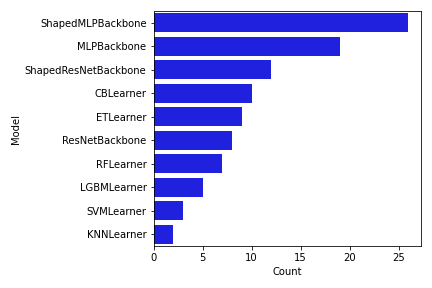 ShapedMLPBackbone
MLPBackbone
ShapedResNetBackbone
CBLearner
ETLearner
ResNetBackbone
RFLearner
LGBMLearner
SVMLearner
KNNLearner
Model
0 5 10 15 20 25
Count